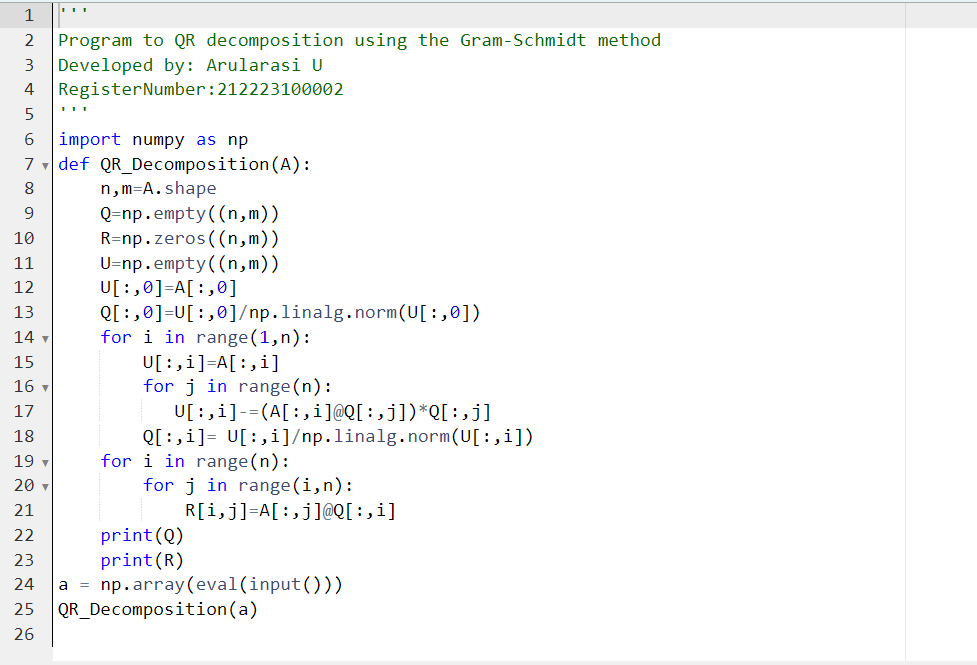 1 '''
2 Program to QR decomposition using the Gram-Schmidt method
3 Developed by: Arularasi U
4 RegisterNumber:212223100002
5 '''
6 import numpy as np
7 def QR_Decomposition(A):
8     n,m=A.shape
9     Q=np.empty((n,m))
10     R=np.zeros((n,m))
11     U=np.empty((n,m))
12     U[:,0]=A[:,0]
13     Q[:,0]=U[:,0]/np.linalg.norm(U[:,0])
14     for i in range(1,n):
15         U[:,i]=A[:,i]
16         for j in range(n):
17            U[:,i]-=(A[:,i]@Q[:,j])*Q[:,j]
18         Q[:,i]= U[:,i]/np.linalg.norm(U[:,i])
19     for i in range(n):
20         for j in range(i,n):
21             R[i,j]=A[:,j]@Q[:,i]
22     print(Q)
23     print(R)
24 a = np.array(eval(input()))
25 QR_Decomposition(a)
26